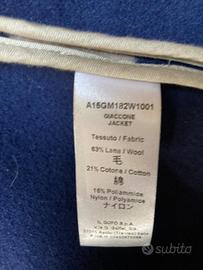 A15GM182W1001
GIACCONE
JACKET
Tessuto / Fabric
63% Lana / Wool
毛
21% Cotone / Cotton
綿
16% Poliammide
Nylon / Polyamide
ナイロン
IL GUFO S.p.A.
subito